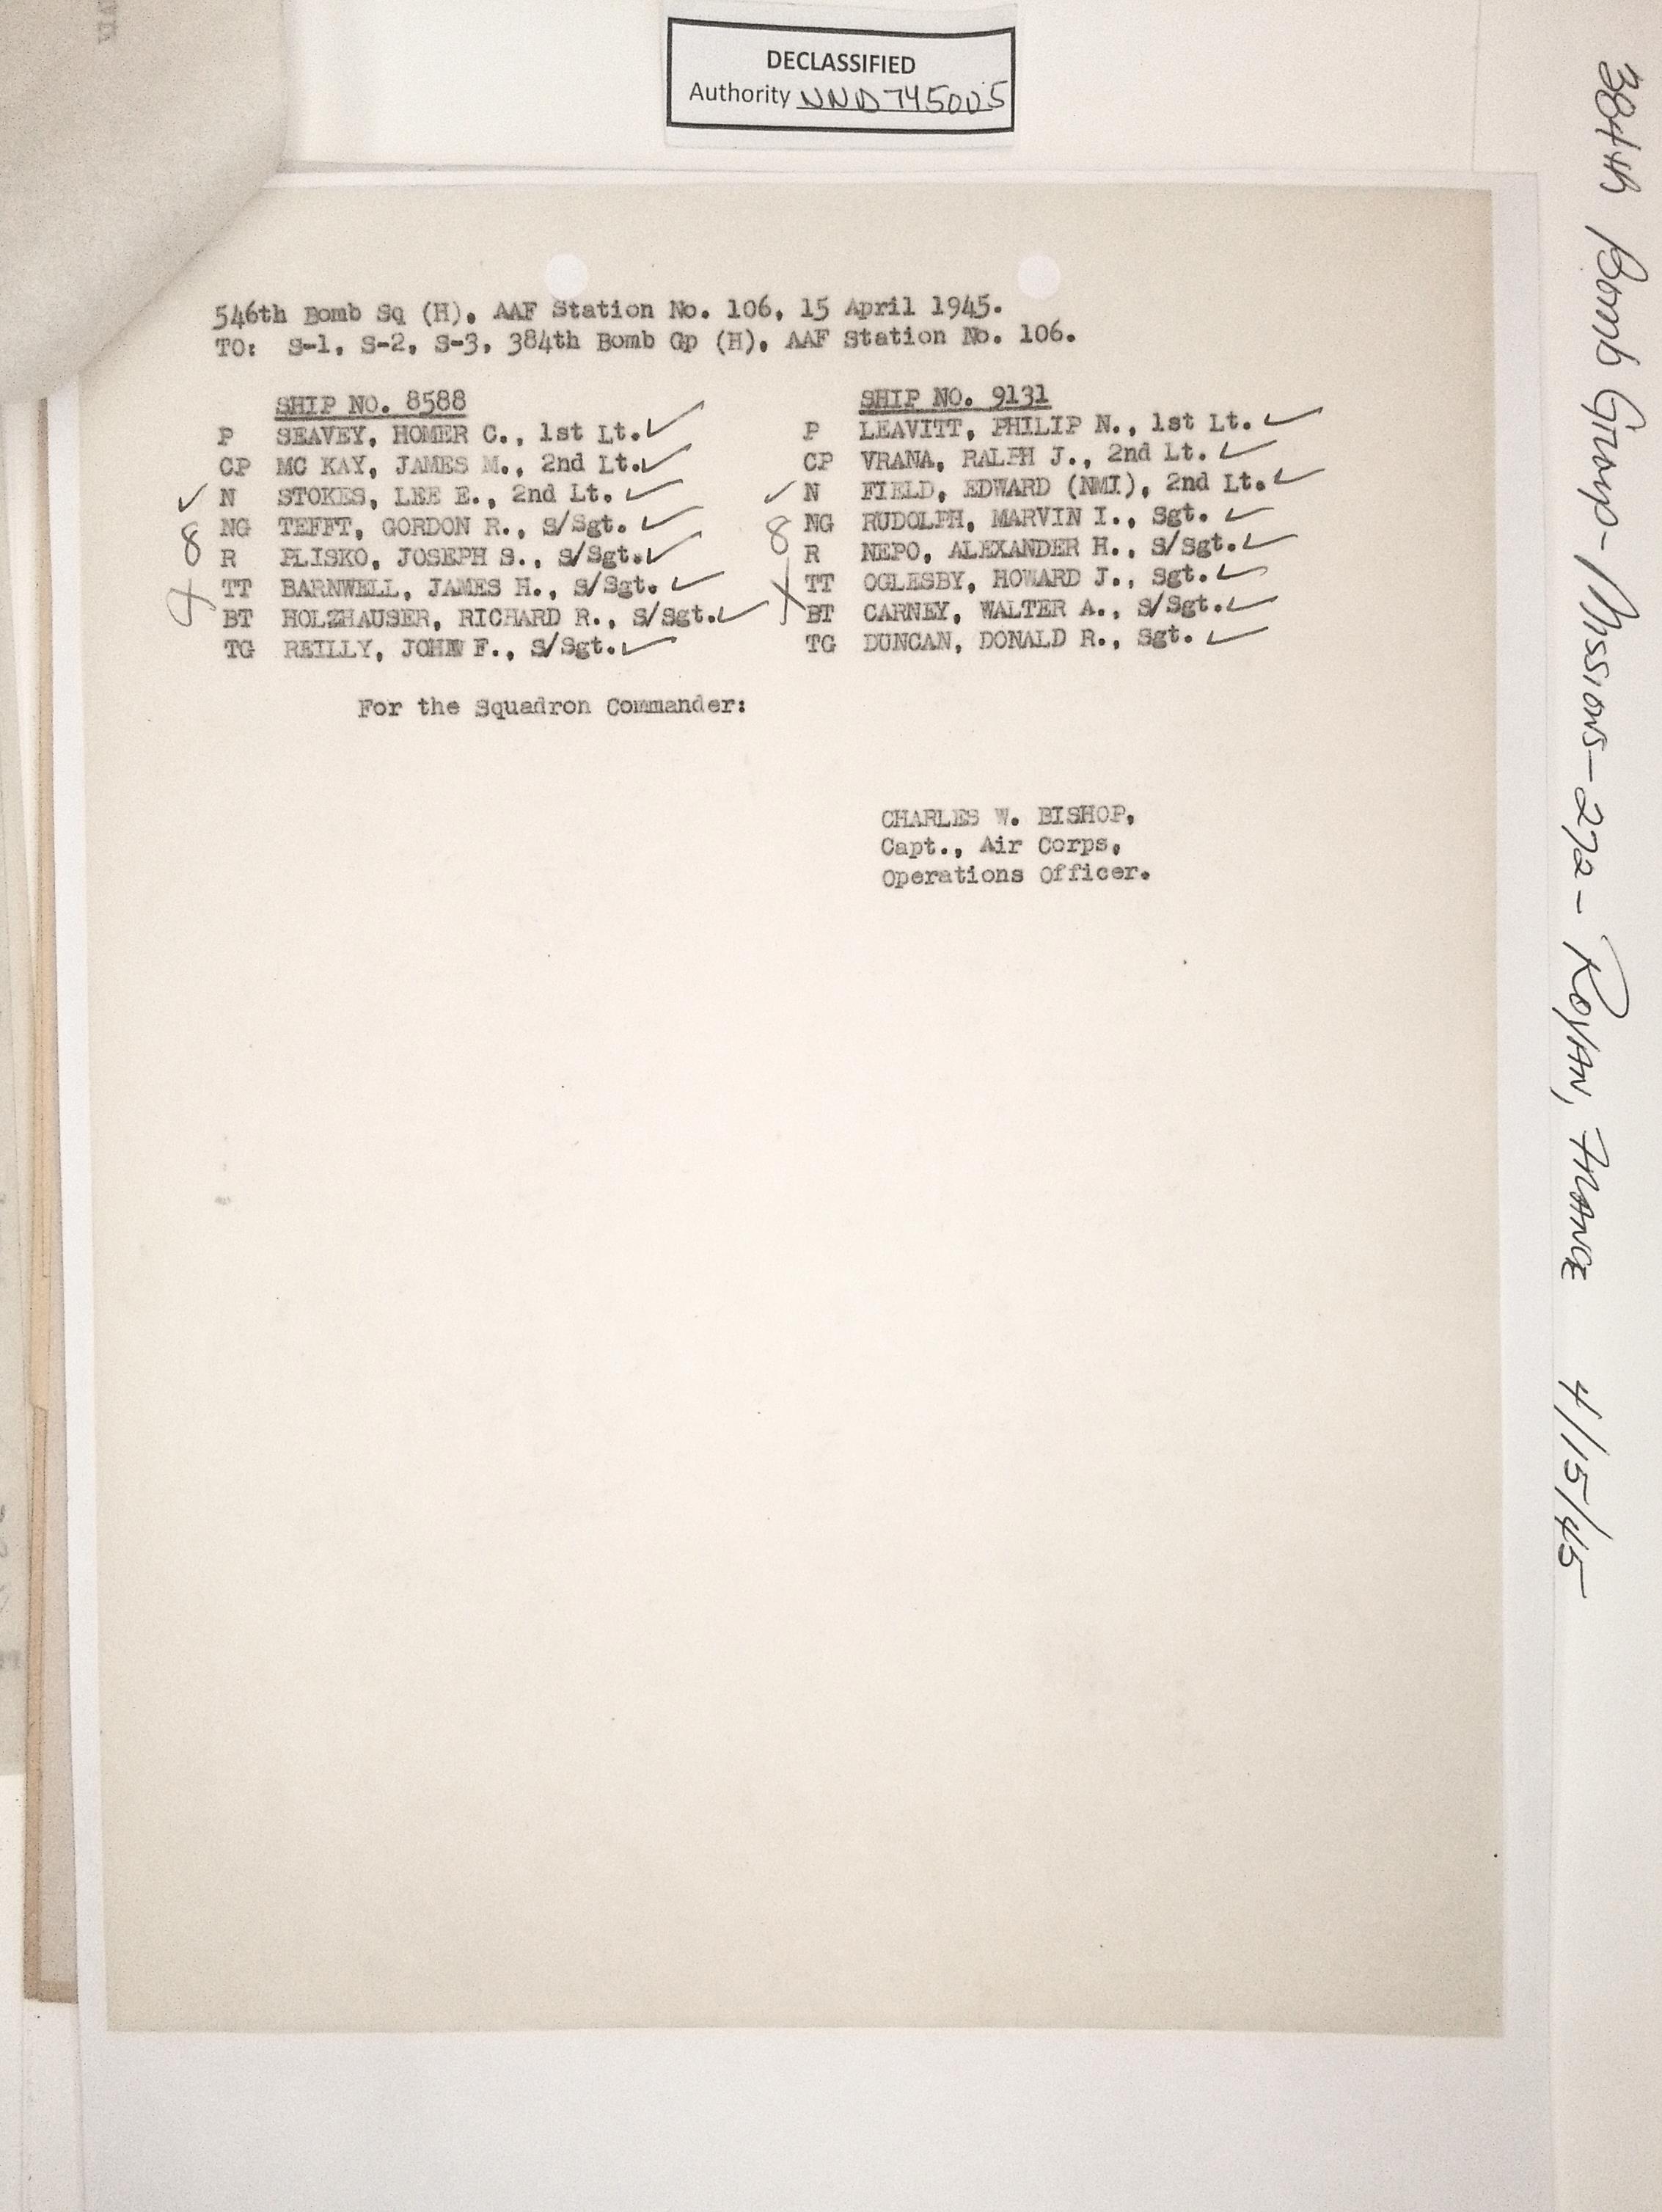 DECLASSIFIED
Authority NND 745005
546th Bomb Sq (H), AAF Station No. 106, 15 April 1945.
TO: S-1, S-2, S-3, 384th Bomb Gp (H), AAF Station No. 106.
SHIP NO. 8588
P SEAVEY, HOMER C., 1st Lt. ✓
CP MC KAY, JAMES M., 2nd Lt. ✓
✓ N STOKES, LEE E., 2nd Lt. ✓
8 NG TEFFT, GORDON R., S/Sgt. ✓
R PLISKO, JOSEPH S., S/Sgt. ✓
TT BARNWELL, JAMES H., S/Sgt. ✓
BT HOLZHAUSER, RICHARD R., S/Sgt. ✓
TG REILLY, JOHN F., S/Sgt. ✓
SHIP NO. 9131
P LEAVITT, PHILIP N., 1st Lt. ✓
CP VRANA, RALPH J., 2nd Lt. ✓
✓ N FIELD, EDWARD (NMI), 2nd Lt. ✓
8 NG RUDOLPH, MARVIN I., Sgt. ✓
R NEPO, ALEXANDER H., S/Sgt. ✓
TT OGLESBY, HOWARD J., Sgt. ✓
BT CARNEY, WALTER A., S/Sgt. ✓
TG DUNCAN, DONALD R., Sgt. ✓
For the Squadron Commander:
CHARLES W. BISHOP,
Capt., Air Corps,
Operations Officer.
384th Bomb Group - Missions - 272 - Royan, France 4/15/45